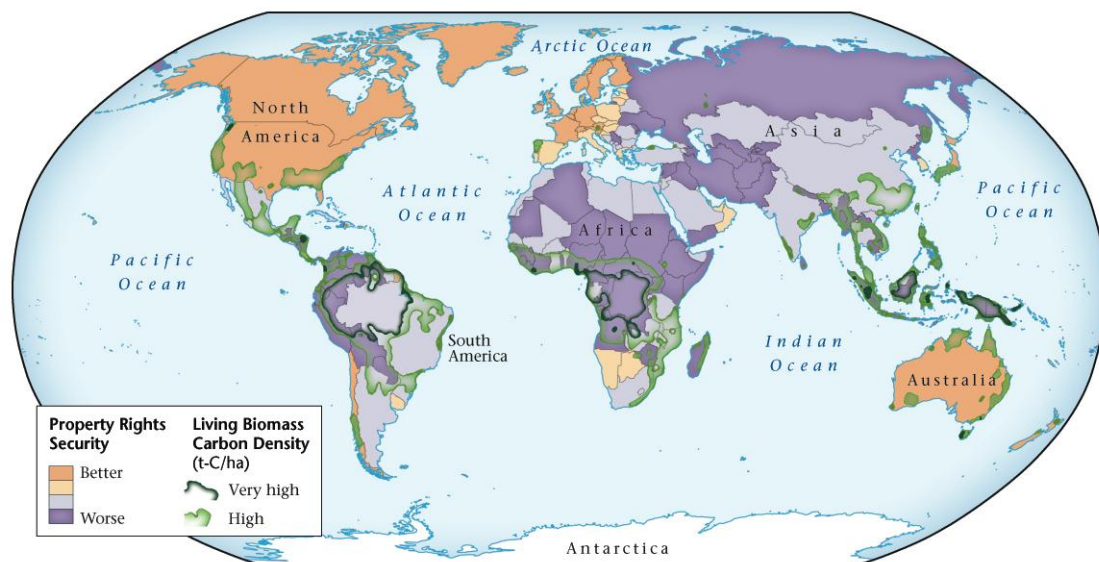 Arctic Ocean
North
America
Asia
Atlantic
Ocean
Pacific
Ocean
Africa
Pacific
Ocean
South
America
Indian
Ocean
Australia
Property Rights
Security
Better
Worse
Living Biomass
Carbon Density
(t-C/ha)
Very high
High
Antarctica